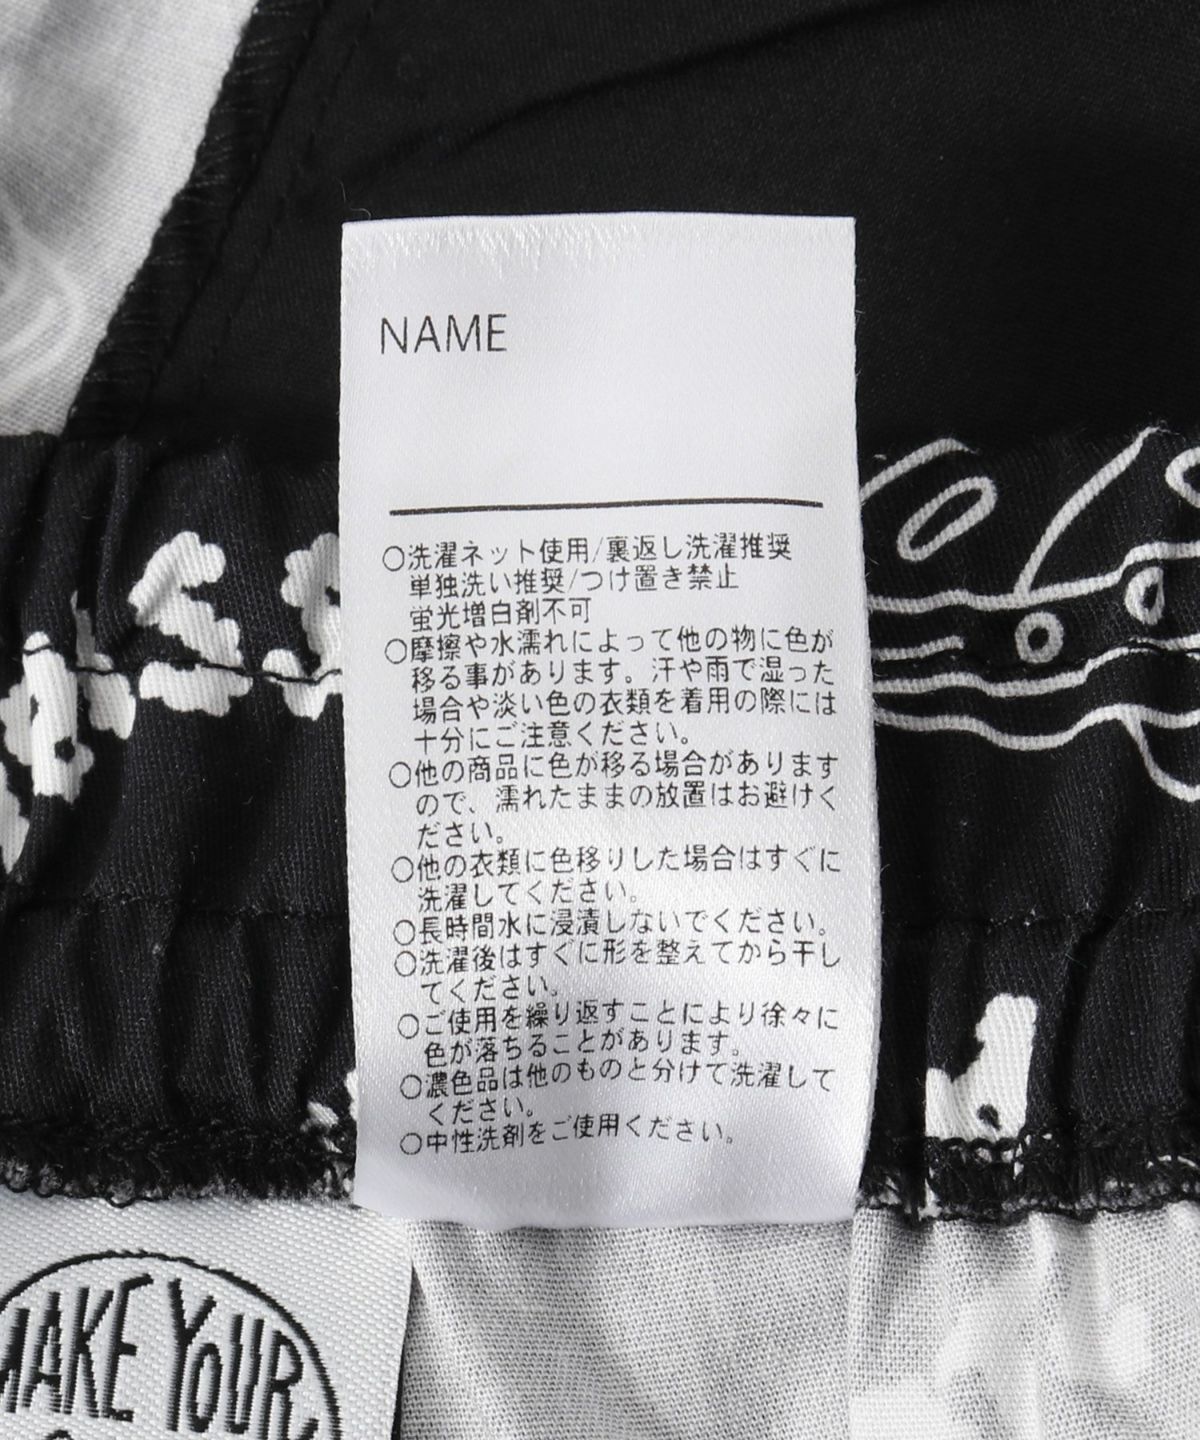 NAME
○洗濯ネット使用/裏返し洗濯推奨
単独洗い推奨/つけ置き禁止
蛍光増白剤不可
○摩擦や水濡れによって他の物に色が
移る事があります。汗や雨で湿った
場合や淡い色の衣類を着用の際には
十分にご注意ください。
○他の商品に色が移る場合があります
ので、濡れたままの放置はお避けく
ださい。
○他の衣類に色移りした場合はすぐに
洗濯してください。
○長時間水に浸漬しないでください。
○洗濯後はすぐに形を整えてから干し
てください。
○ご使用を繰り返すことにより徐々に
色が落ちることがあります。
○濃色品は他のものと分けて洗濯して
ください。
○中性洗剤をご使用ください。
MAKE YOUR